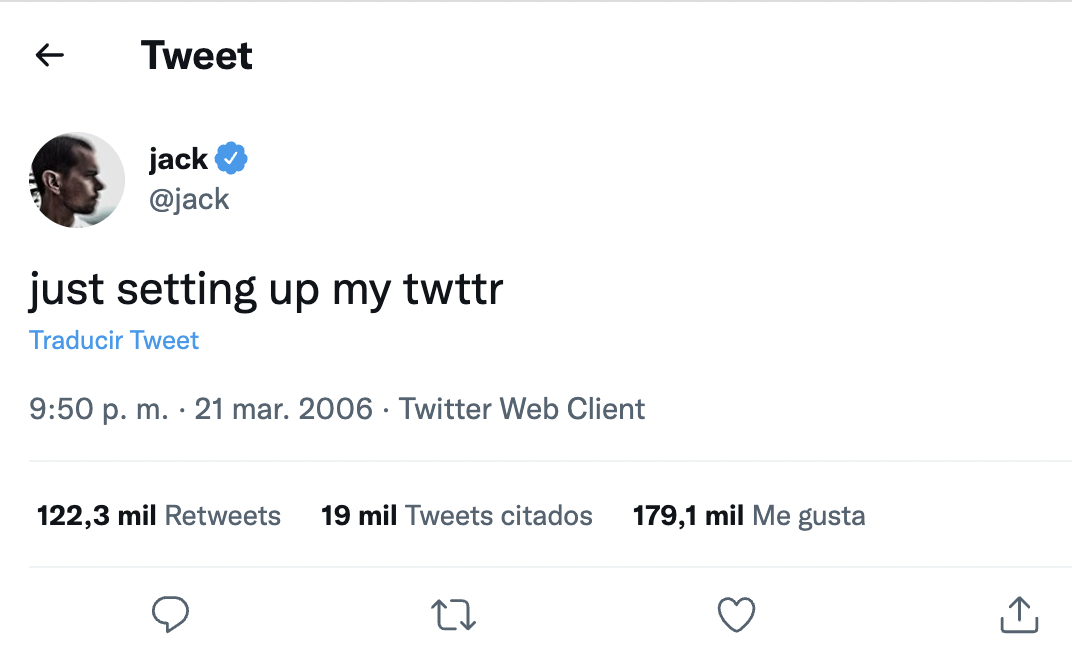 Tweet
jack
@jack
just setting up my twttr
Traducir Tweet
9:50 p. m. · 21 mar. 2006 · Twitter Web Client
122,3 mil Retweets 19 mil Tweets citados 179,1 mil Me gusta